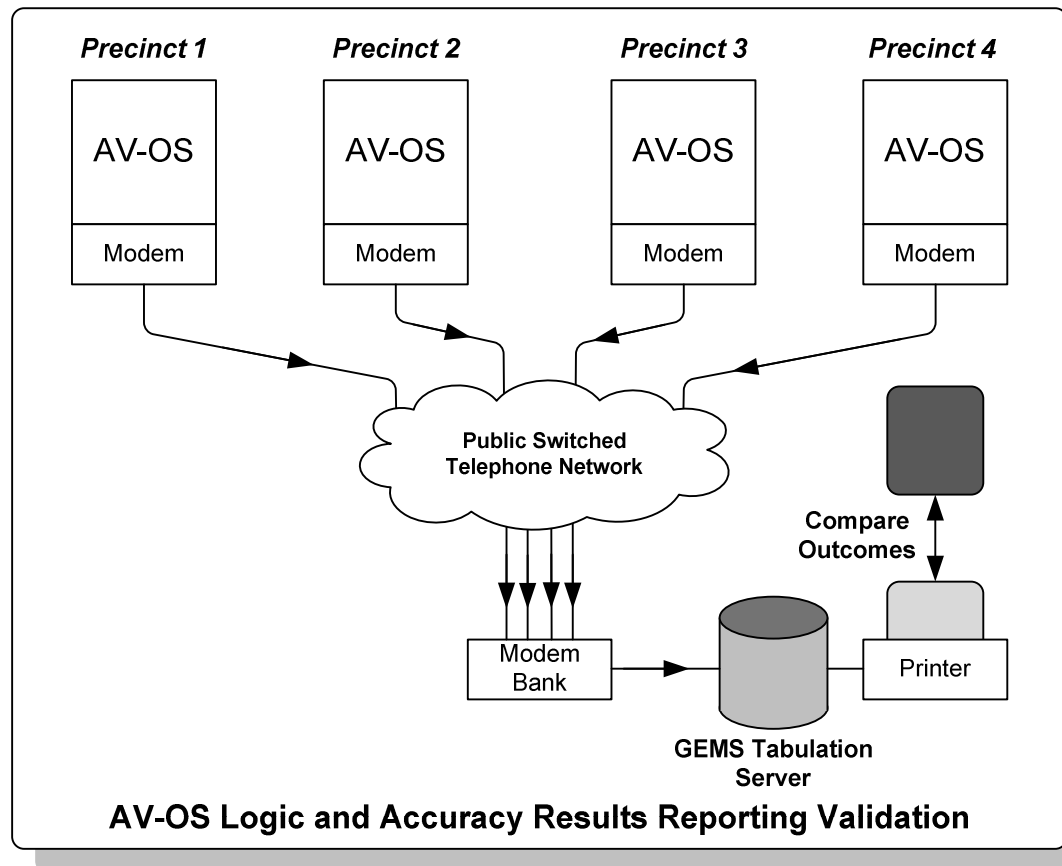 Precinct 1
Precinct 2
Precinct 3
Precinct 4
AV-OS
AV-OS
AV-OS
AV-OS
Modem
Modem
Modem
Modem
Public Switched
Telephone Network
Compare
Outcomes
Modem
Bank
Printer
GEMS Tabulation
Server
AV-OS Logic and Accuracy Results Reporting Validation